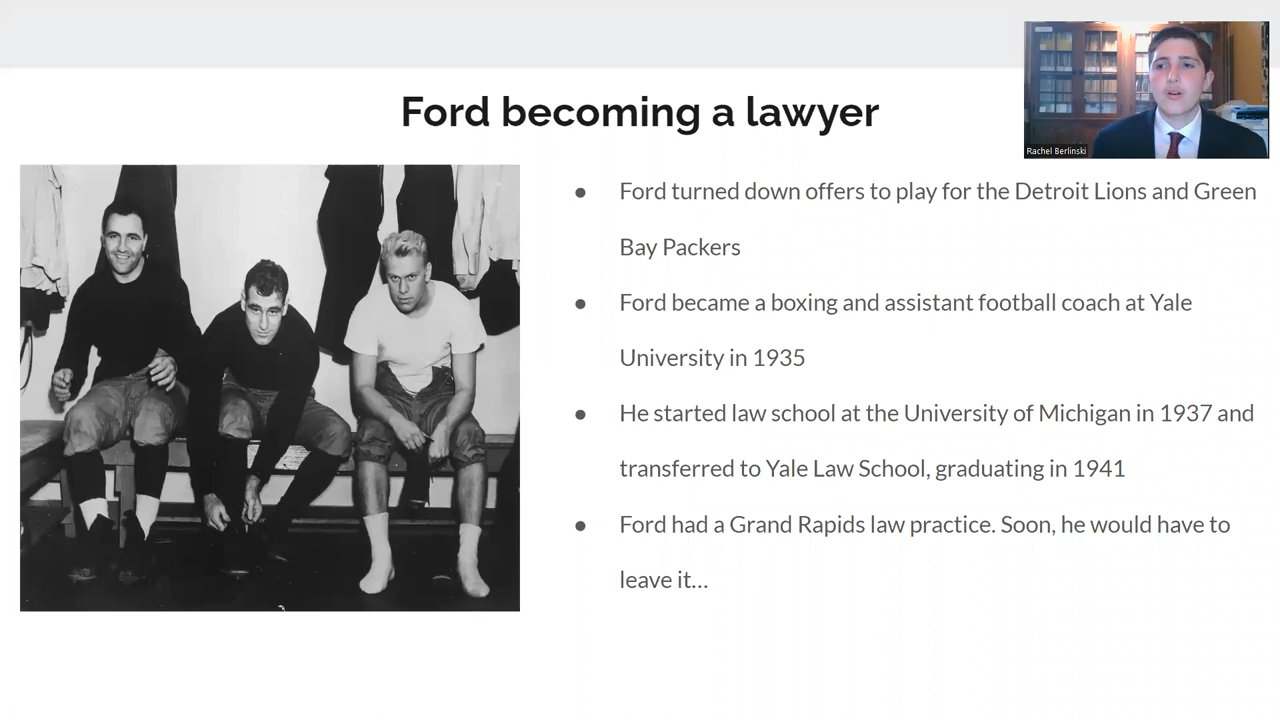 Ford becoming a lawyer
Rachel Berlinski
● Ford turned down offers to play for the Detroit Lions and Green
Bay Packers
● Ford became a boxing and assistant football coach at Yale
University in 1935
● He started law school at the University of Michigan in 1937 and
transferred to Yale Law School, graduating in 1941
● Ford had a Grand Rapids law practice. Soon, he would have to
leave it...